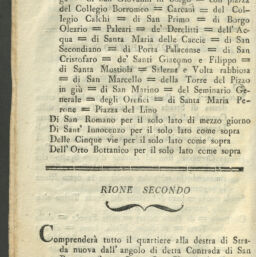 del Collegio Borromeo = Carcani = del Col-
legio Calchi = di San Primo = di Borgo
Oleario = Paleari = de' Derelitti = dell' Ac-
qua = di Santa Maria delle Caccie = di San
Secondiano = di Porta Palacense = di San
Cristoforo = de' Santi Giacomo e Filippo =
di Santa Mostiola = Salerna e Volta rabbiosa
= di San Marcello = della Torre del Pizzo
in giù = di San Marino = del Seminario Ge-
nerale = degli Orefici = di Santa Maria Pe-
rone = Piazza del Lino
Di San Romano per il solo lato di mezzo giorno
Di Sant' Innocenzo per il solo lato come sopra
Delle Cinque vie per il solo lato come sopra
Dell' Orto Bottanico per il solo lato come sopra
RIONE SECONDO
Comprenderà tutto il quartiere alla destra di Stra-
da nuova dall' angolo di detta Contrada di San